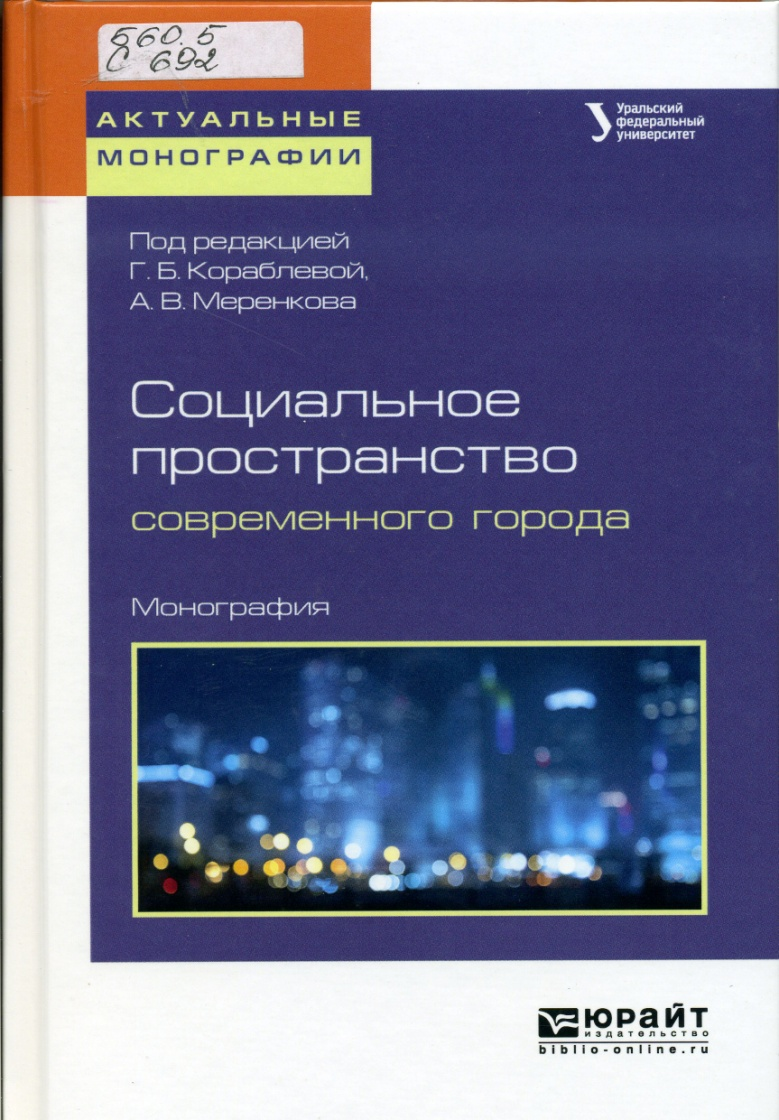 Б60.5
С 692
АКТУАЛЬНЫЕ
МОНОГРАФИИ
Уральский
федеральный
университет
Под редакцией
Г. Б. Кораблевой,
А. В. Меренкова
Социальное
пространство
современного города
Монография
ЮРАЙТ
издательство
biblio-online.ru